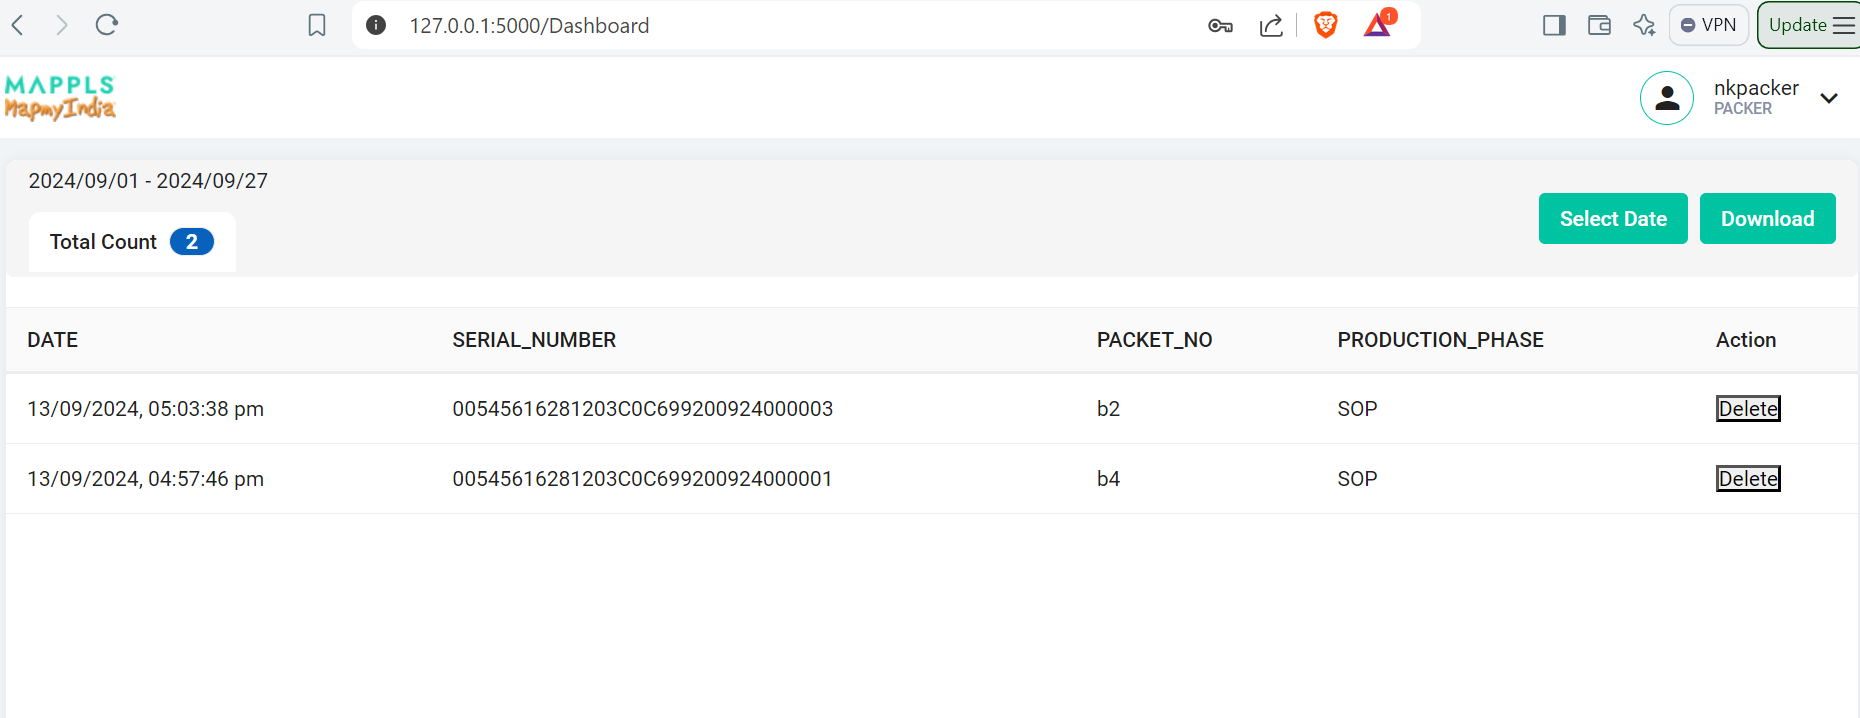 127.0.0.1:5000/Dashboard
1
VPN
Update
MAPPLS
MapmyIndia
nkpacker
PACKER
2024/09/01 - 2024/09/27
Total Count 2
Select Date
Download
DATE SERIAL_NUMBER PACKET_NO PRODUCTION_PHASE Action
13/09/2024, 05:03:38 pm 00545616281203C0C699200924000003 b2 SOP Delete
13/09/2024, 04:57:46 pm 00545616281203C0C699200924000001 b4 SOP Delete